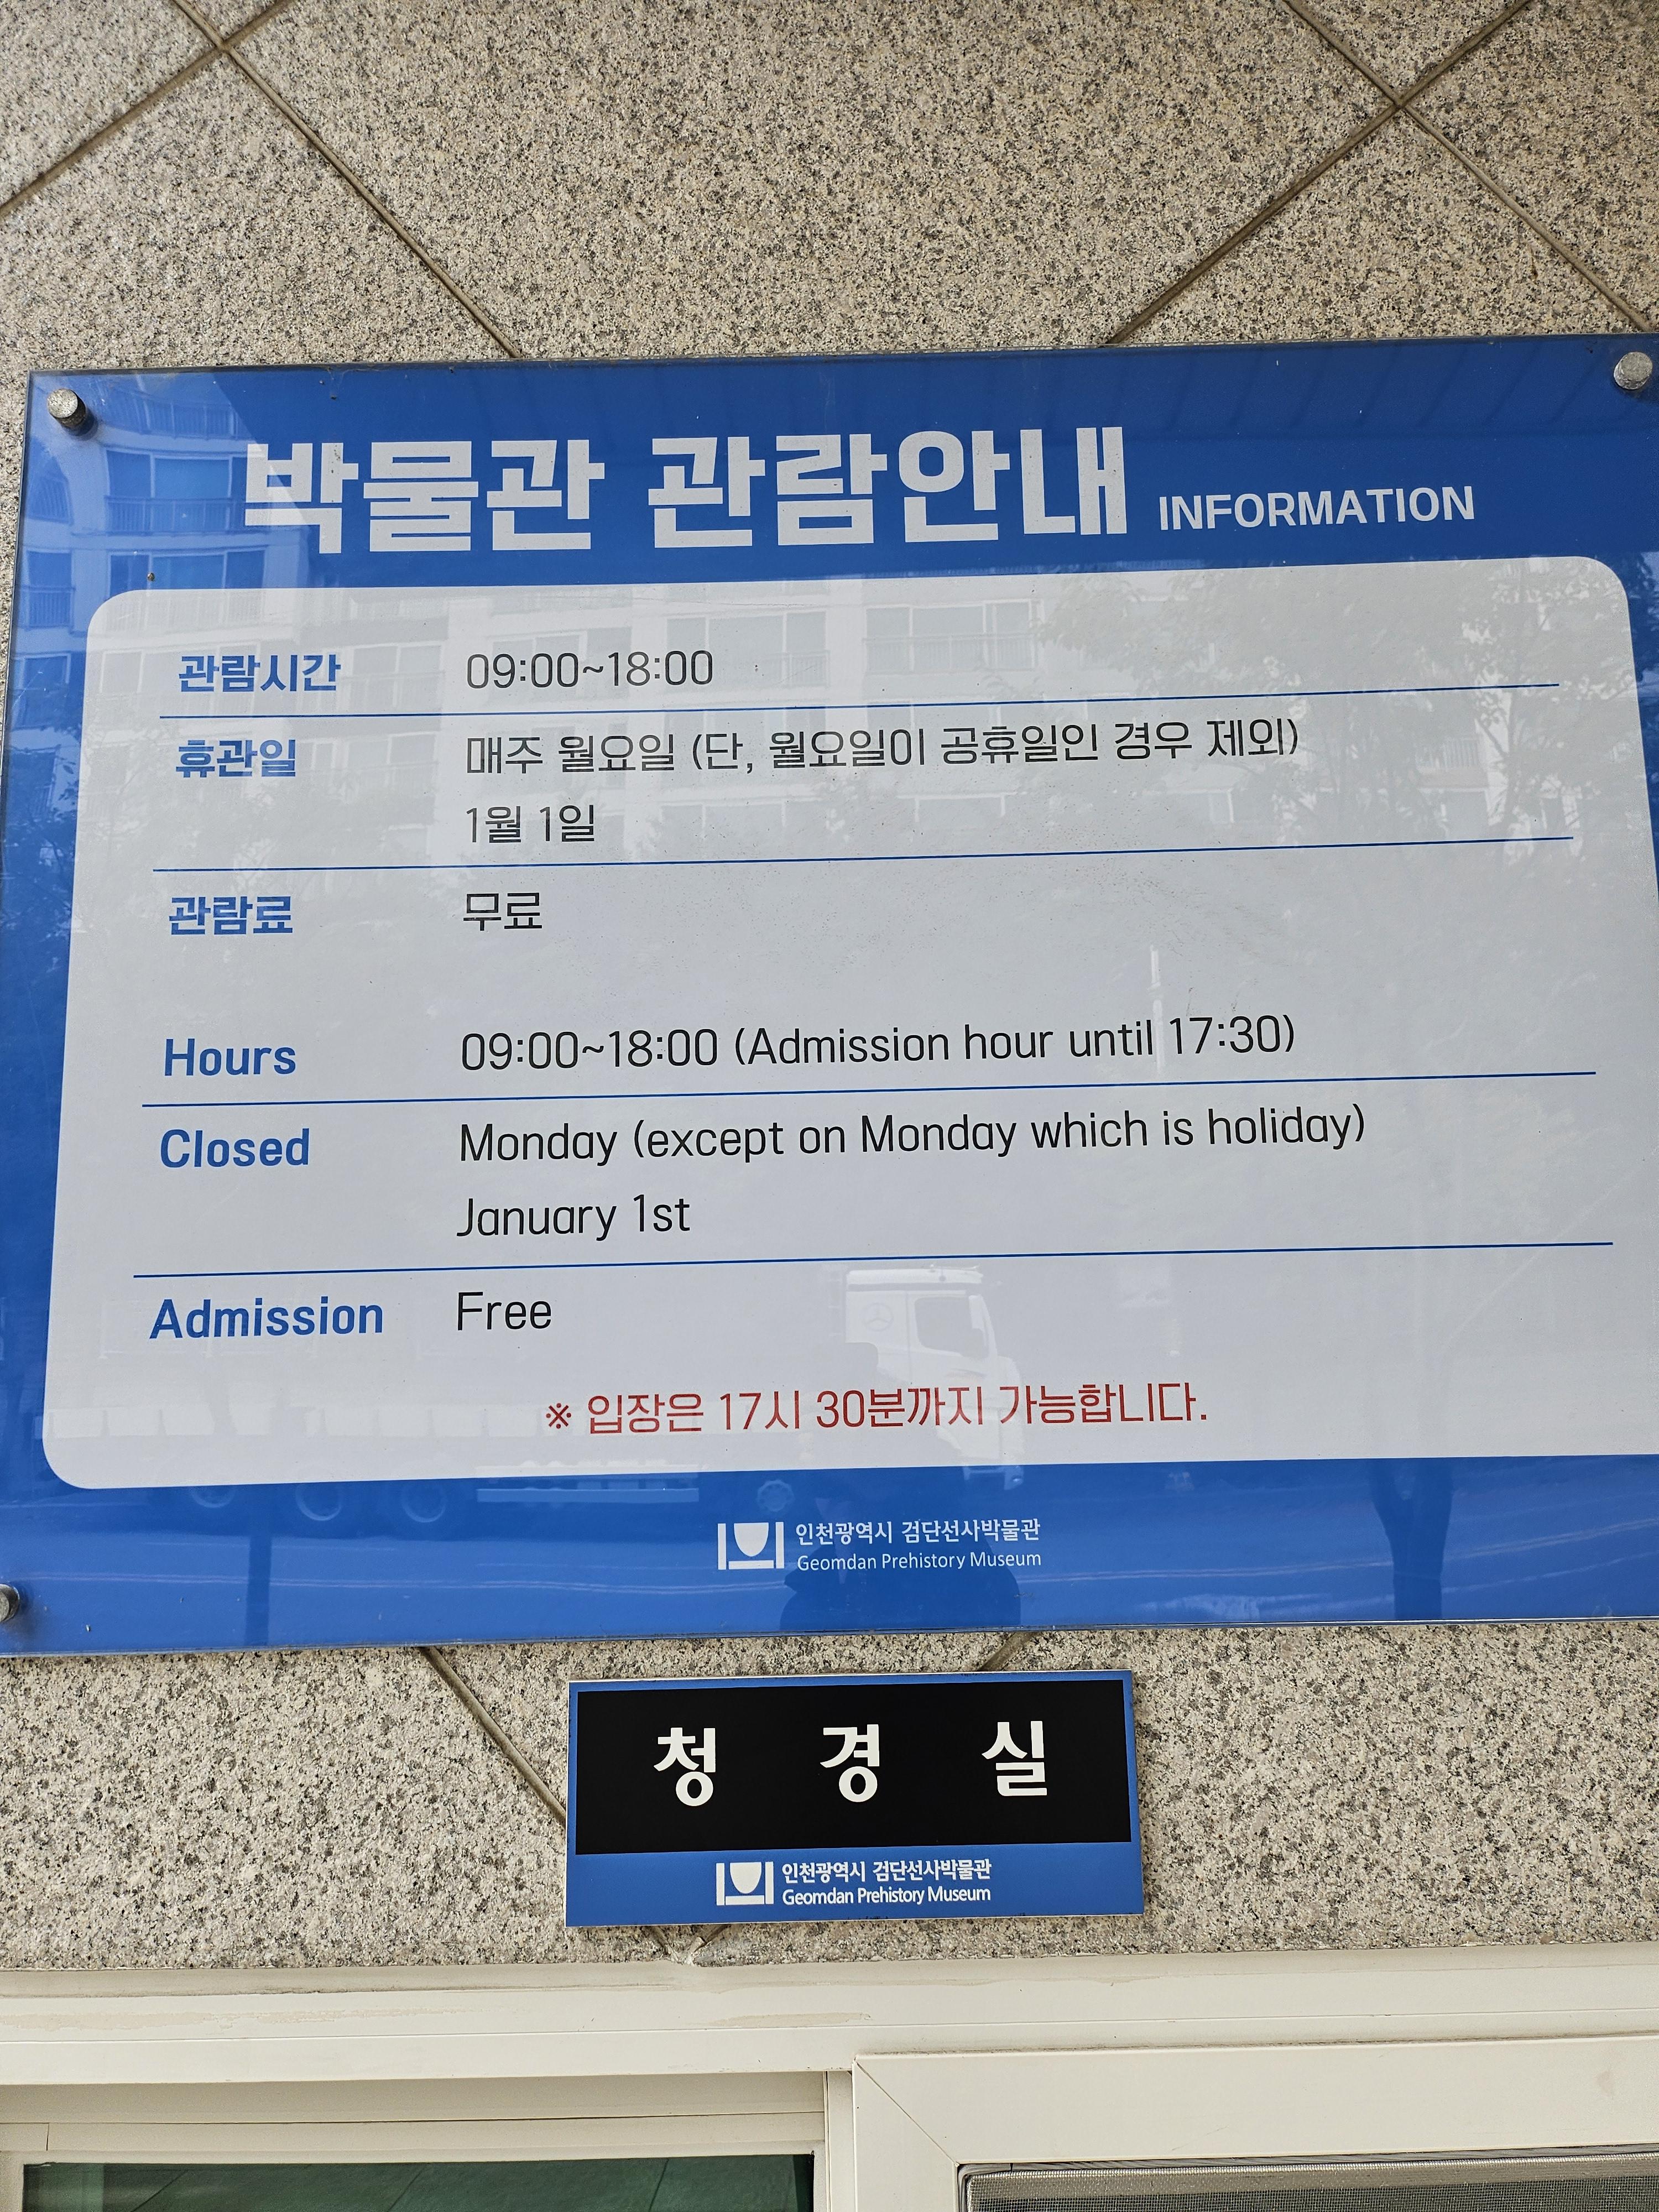 박물관 관람안내 INFORMATION
관람시간 09:00~18:00
휴관일 매주 월요일 (단, 월요일이 공휴일인 경우 제외)
1월 1일
관람료 무료
Hours 09:00~18:00 (Admission hour until 17:30)
Closed Monday (except on Monday which is holiday)
January 1st
Admission Free
※ 입장은 17시 30분까지 가능합니다.
인천광역시 검단선사박물관
Geomdan Prehistory Museum
청 경 실
인천광역시 검단선사박물관
Geomdan Prehistory Museum